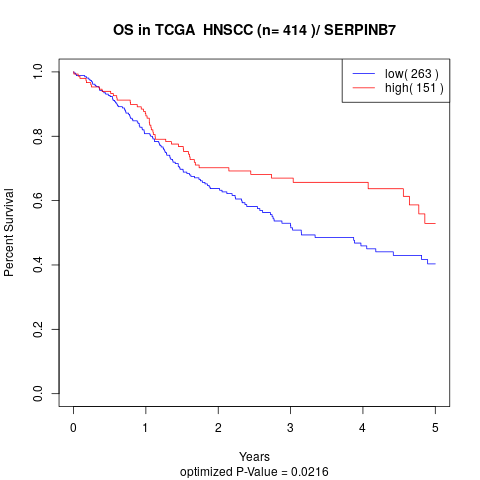 OS in TCGA  HNSCC (n= 414 )/ SERPINB7
low( 263 )
high( 151 )
Percent Survival
1.0
0.8
0.6
0.4
0.2
0.0
0 1 2 3 4 5
Years
optimized P-Value = 0.0216